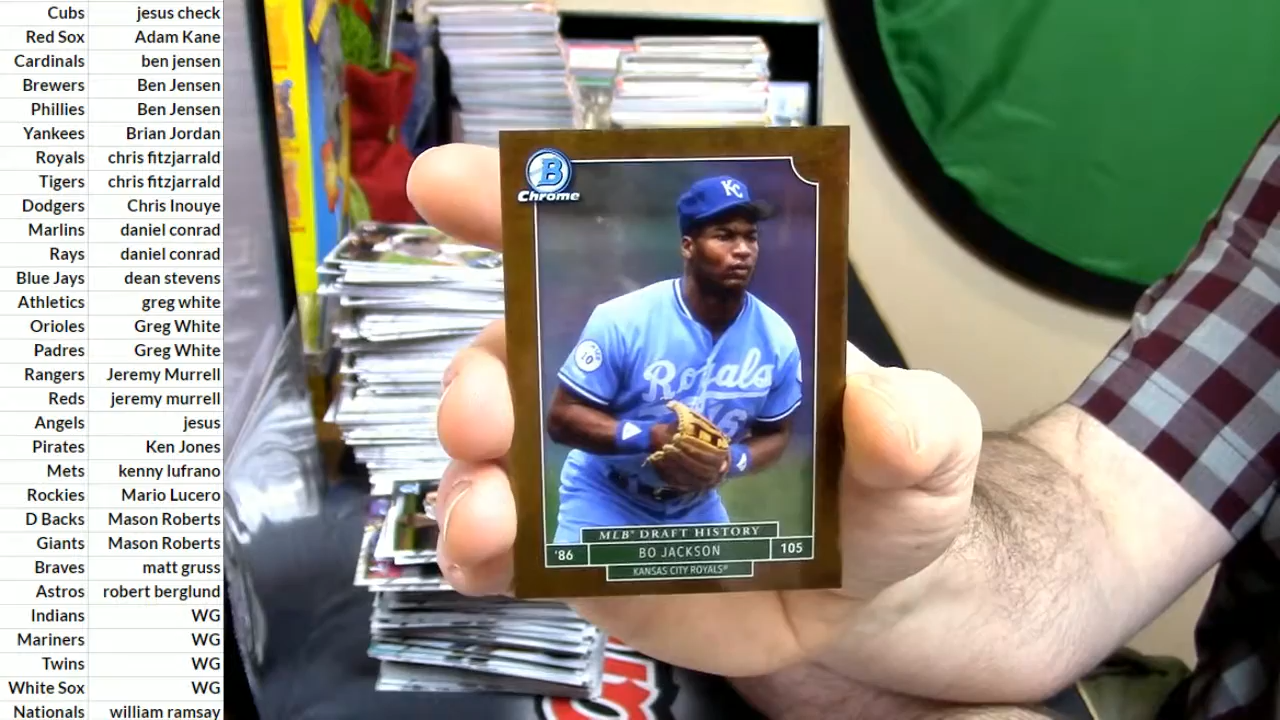 Cubs jesus check
Red Sox Adam Kane
Cardinals ben jensen
Brewers Ben Jensen
Phillies Ben Jensen
Yankees Brian Jordan
Royals chris fitzjarrald
Tigers chris fitzjarrald
Dodgers Chris Inouye
Marlins daniel conrad
Rays daniel conrad
Blue Jays dean stevens
Athletics greg white
Orioles Greg White
Padres Greg White
Rangers Jeremy Murrell
Reds jeremy murrell
Angels jesus
Pirates Ken Jones
Mets kenny lufrano
Rockies Mario Lucero
D Backs Mason Roberts
Giants Mason Roberts
Braves matt gruss
Astros robert berglund
Indians WG
Mariners WG
Twins WG
White Sox WG
Nationals william ramsay
B
Chrome
KC
10
Royals
16
MLB® DRAFT HISTORY
'86 BO JACKSON 105
KANSAS CITY ROYALS®